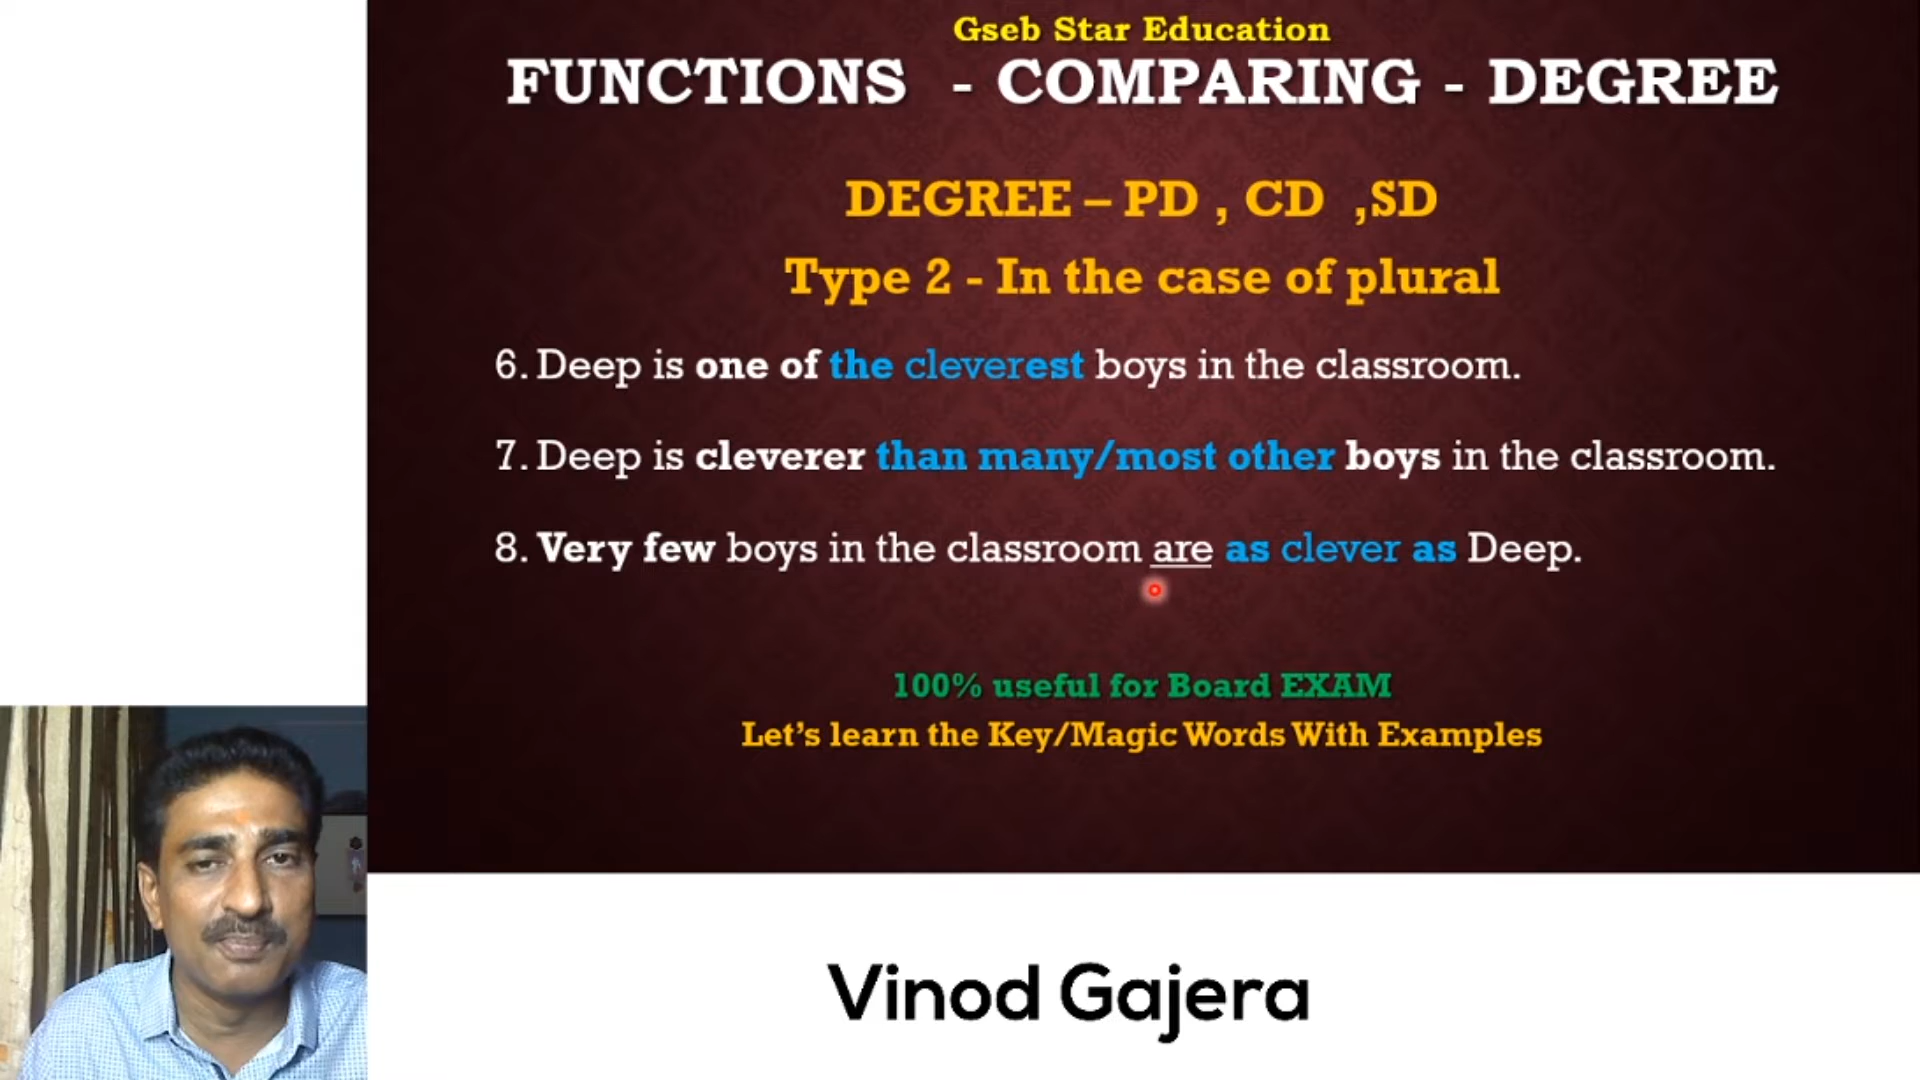 Gseb Star Education
FUNCTIONS - COMPARING - DEGREE
DEGREE – PD , CD ,SD
Type 2 - In the case of plural
6. Deep is one of the cleverest boys in the classroom.
7. Deep is cleverer than many/most other boys in the classroom.
8. Very few boys in the classroom are as clever as Deep.
100% useful for Board EXAM
Let’s learn the Key/Magic Words With Examples
Vinod Gajera